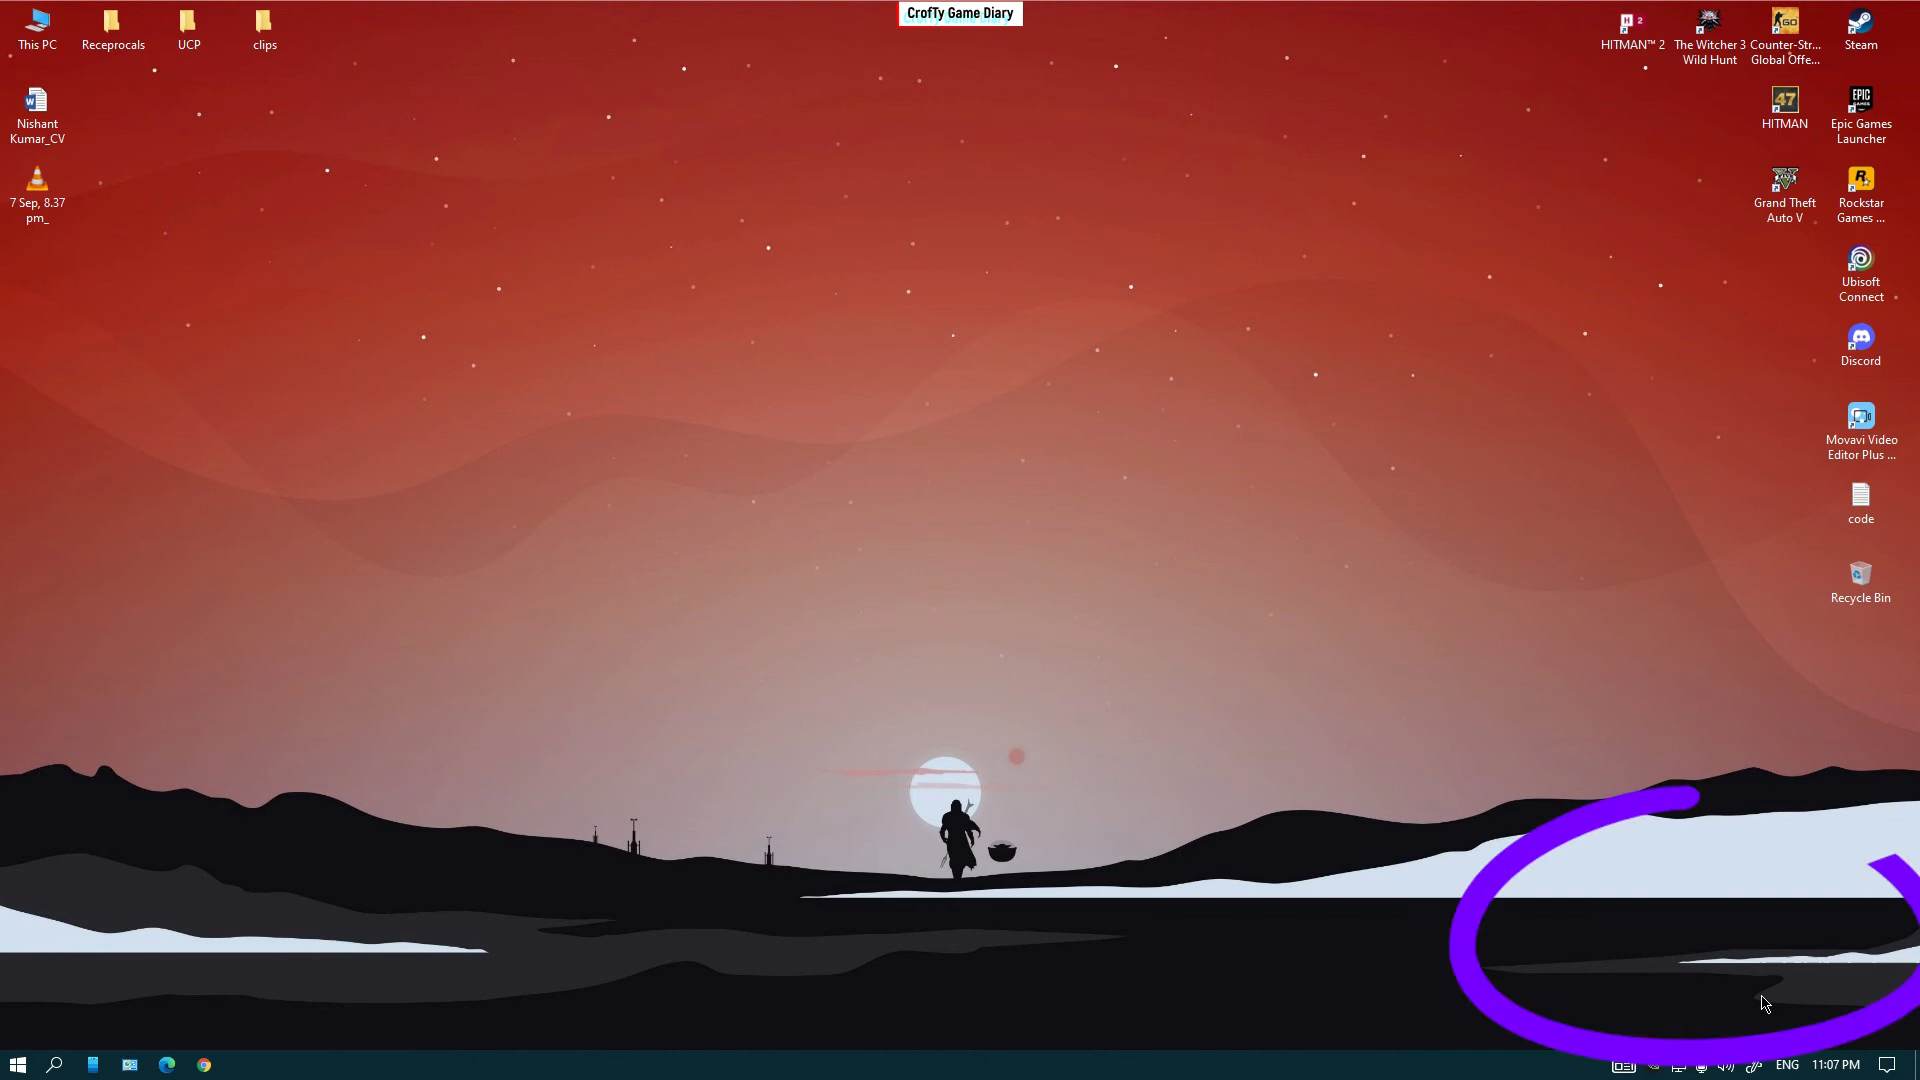 CrofTy Game Diary
This PC
Receprocals
UCP
clips
HITMAN™ 2
The Witcher 3
Wild Hunt
Counter-Str...
Global Offe...
Steam
Nishant
Kumar_CV
HITMAN
Epic Games
Launcher
7 Sep, 8.37
pm_
Grand Theft
Auto V
Rockstar
Games ...
Ubisoft
Connect
Discord
Movavi Video
Editor Plus ...
code
Recycle Bin
ENG
11:07 PM